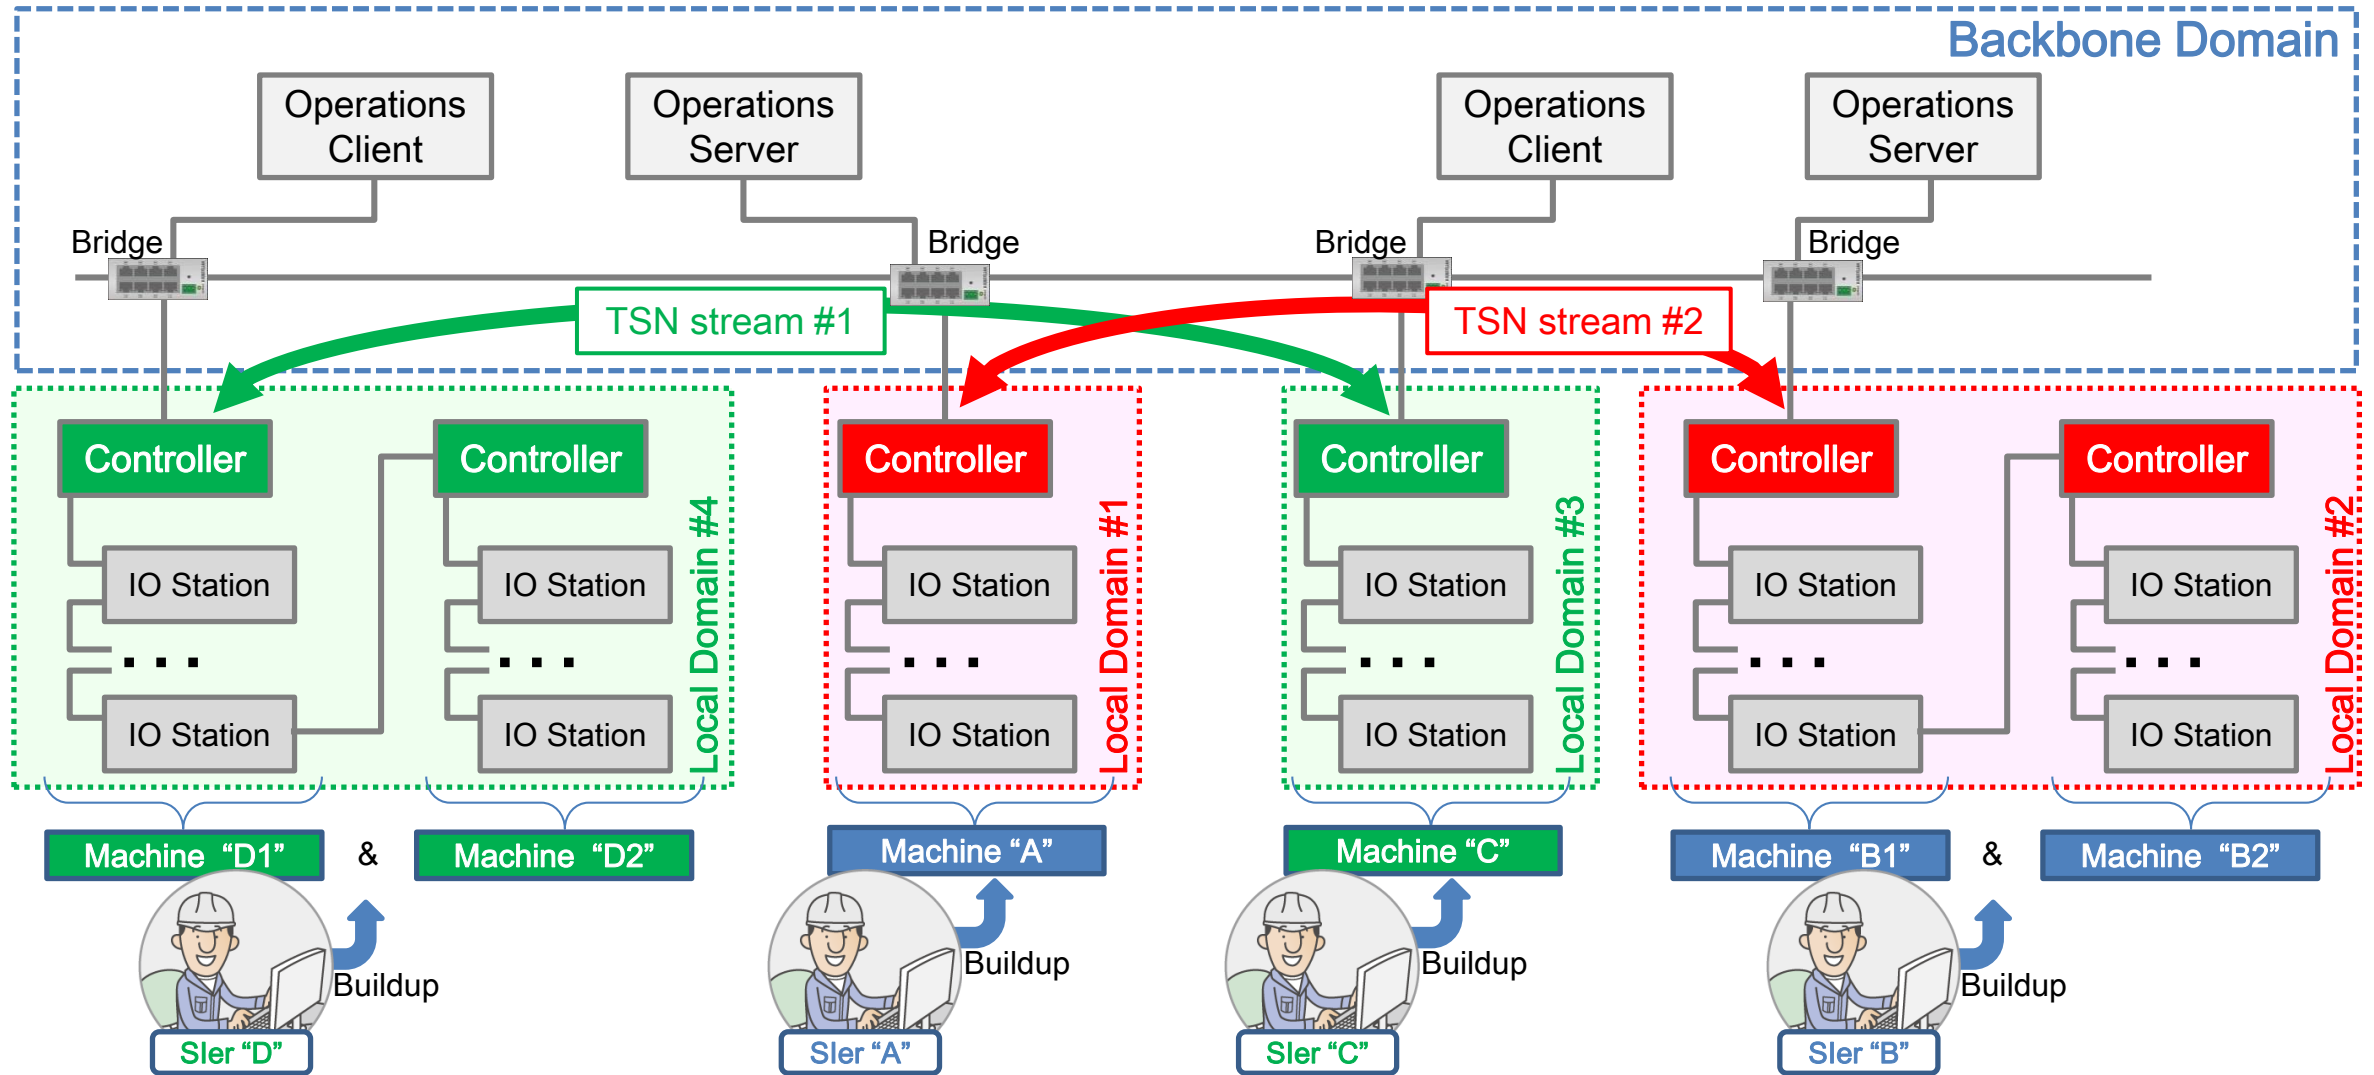 Backbone Domain
Operations
Client
Operations
Server
Operations
Client
Operations
Server
Bridge
Bridge
Bridge
Bridge
TSN stream #1
TSN stream #2
Controller
Controller
Controller
Controller
Controller
Controller
IO Station
IO Station
IO Station
IO Station
IO Station
IO Station
. . .
. . .
. . .
. . .
. . .
. . .
IO Station
IO Station
IO Station
IO Station
IO Station
IO Station
Local Domain #4
Local Domain #1
Local Domain #3
Local Domain #2
Machine “D1”
&
Machine “D2”
Machine “A”
Machine “C”
Machine “B1”
&
Machine “B2”
Buildup
Buildup
Buildup
Buildup
SIer “D”
SIer “A”
SIer “C”
SIer “B”